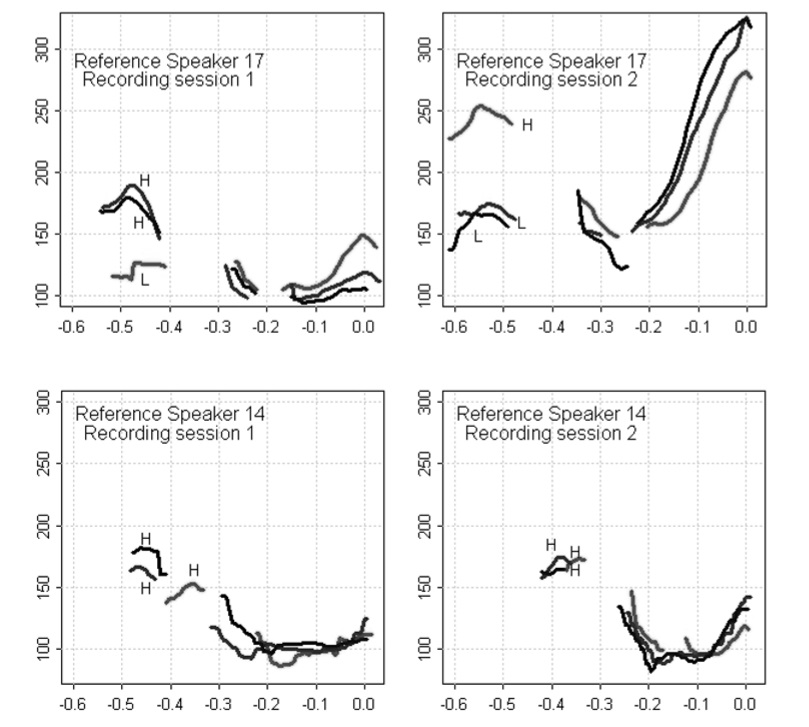 Reference Speaker 17
Recording session 1
300
250
200
150
100
H
H
L
-0.6 -0.5 -0.4 -0.3 -0.2 -0.1 0.0
Reference Speaker 17
Recording session 2
300
250
200
150
100
H
L
L
-0.6 -0.5 -0.4 -0.3 -0.2 -0.1 0.0
Reference Speaker 14
Recording session 1
300
250
200
150
100
H
H
H
-0.6 -0.5 -0.4 -0.3 -0.2 -0.1 0.0
Reference Speaker 14
Recording session 2
300
250
200
150
100
H
H
H
-0.6 -0.5 -0.4 -0.3 -0.2 -0.1 0.0